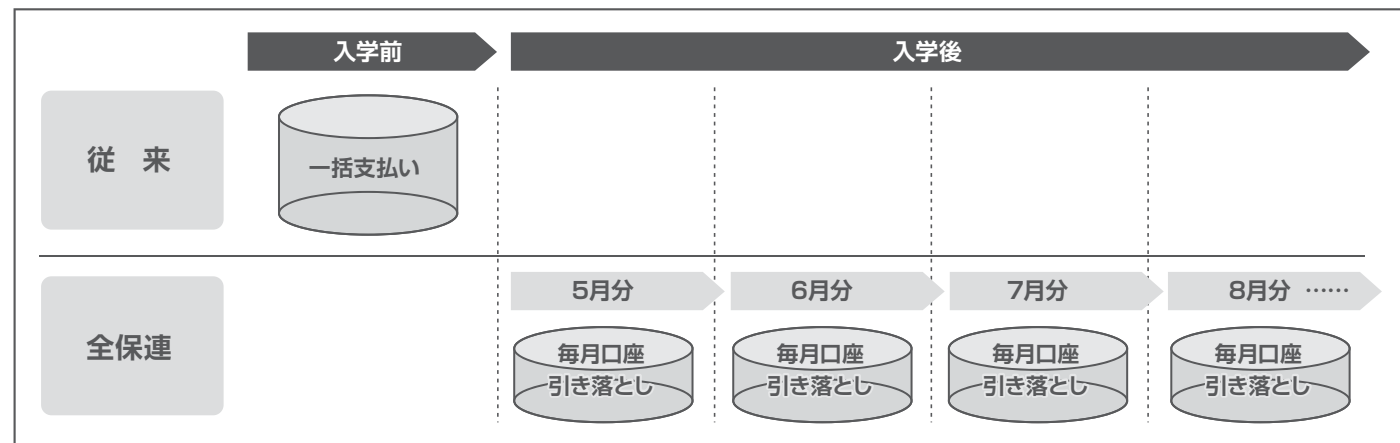 入学前
入学後
従　来
一括支払い
5月分
6月分
7月分
8月分 ……
全保連
毎月口座
引き落とし
毎月口座
引き落とし
毎月口座
引き落とし
毎月口座
引き落とし